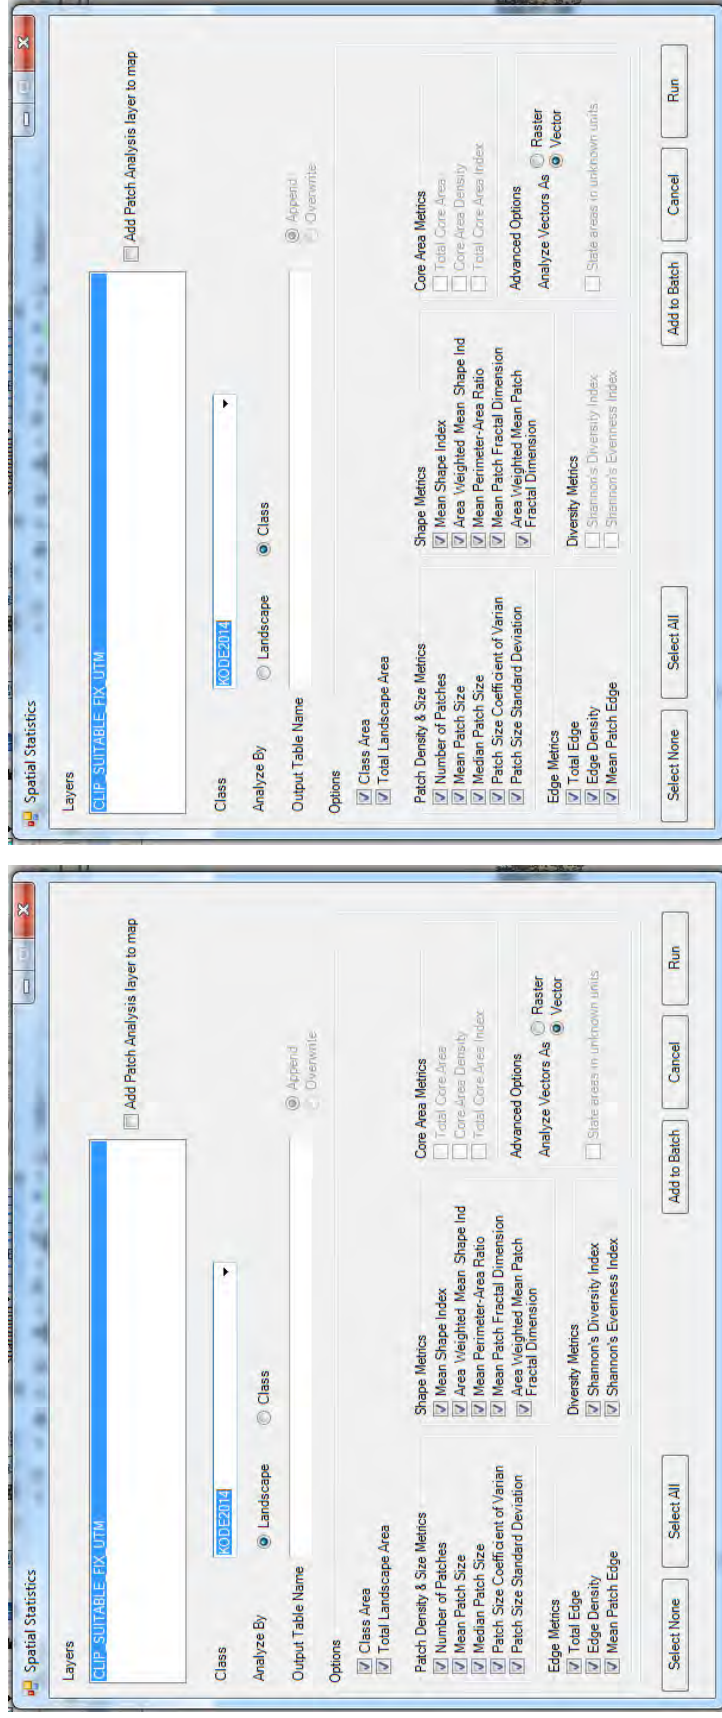 Spatial Statistics
Layers
CLIP_SUITABLE_FIX_UTM
Add Patch Analysis layer to map
Class
KODE2014
Analyze By
Landscape
Class
Output Table Name
Append
Overwrite
Options
Class Area
Total Landscape Area
Patch Density & Size Metrics
Number of Patches
Mean Patch Size
Median Patch Size
Patch Size Coefficient of Varian
Patch Size Standard Deviation
Shape Metrics
Mean Shape Index
Area Weighted Mean Shape Ind
Mean Perimeter-Area Ratio
Mean Patch Fractal Dimension
Area Weighted Mean Patch
Fractal Dimension
Core Area Metrics
Total Core Area
Core Area Density
Total Core Area Index
Edge Metrics
Total Edge
Edge Density
Mean Patch Edge
Diversity Metrics
Shannon's Diversity Index
Shannon's Evenness Index
Advanced Options
Analyze Vectors As
Raster
Vector
State areas in unknown units
Select None
Select All
Add to Batch
Cancel
Run
Spatial Statistics
Layers
CLIP_SUITABLE_FIX_UTM
Add Patch Analysis layer to map
Class
KODE2014
Analyze By
Landscape
Class
Output Table Name
Append
Overwrite
Options
Class Area
Total Landscape Area
Patch Density & Size Metrics
Number of Patches
Mean Patch Size
Median Patch Size
Patch Size Coefficient of Varian
Patch Size Standard Deviation
Shape Metrics
Mean Shape Index
Area Weighted Mean Shape Ind
Mean Perimeter-Area Ratio
Mean Patch Fractal Dimension
Area Weighted Mean Patch
Fractal Dimension
Core Area Metrics
Total Core Area
Core Area Density
Total Core Area Index
Edge Metrics
Total Edge
Edge Density
Mean Patch Edge
Diversity Metrics
Shannon's Diversity Index
Shannon's Evenness Index
Advanced Options
Analyze Vectors As
Raster
Vector
State areas in unknown units
Select None
Select All
Add to Batch
Cancel
Run